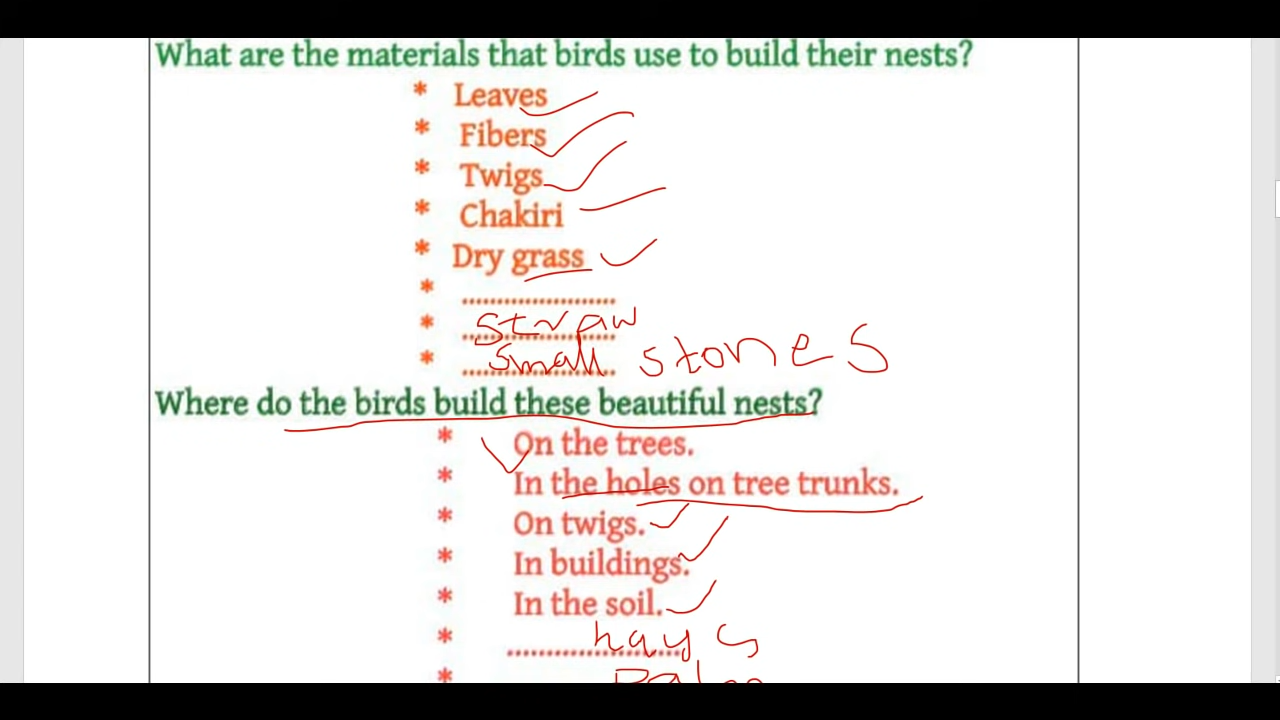 What are the materials that birds use to build their nests?
* Leaves
* Fibers
* Twigs
* Chakiri
* Dry grass
* ........................
* straw
* small stones
Where do the birds build these beautiful nests?
* On the trees.
* In the holes on tree trunks.
* On twigs.
* In buildings.
* In the soil.
* hays
*